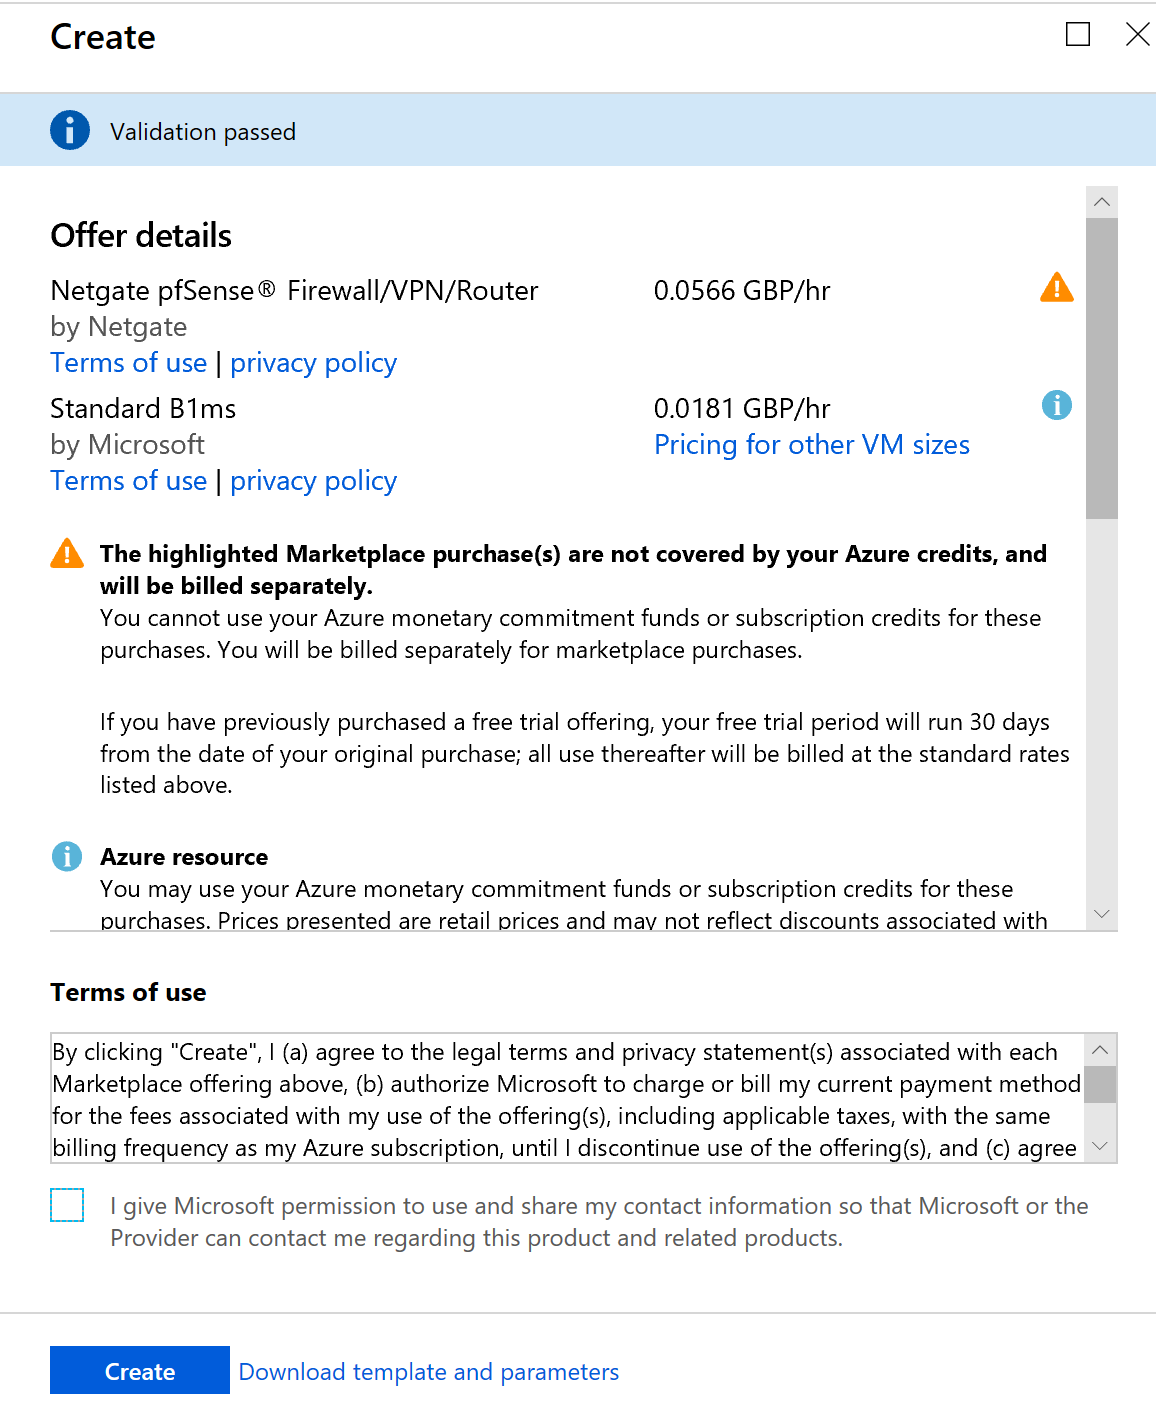 Create
Validation passed
Offer details
Netgate pfSense® Firewall/VPN/Router 0.0566 GBP/hr
by Netgate
Terms of use | privacy policy
Standard B1ms 0.0181 GBP/hr
by Microsoft Pricing for other VM sizes
Terms of use | privacy policy
The highlighted Marketplace purchase(s) are not covered by your Azure credits, and
will be billed separately.
You cannot use your Azure monetary commitment funds or subscription credits for these
purchases. You will be billed separately for marketplace purchases.
If you have previously purchased a free trial offering, your free trial period will run 30 days
from the date of your original purchase; all use thereafter will be billed at the standard rates
listed above.
Azure resource
You may use your Azure monetary commitment funds or subscription credits for these
purchases. Prices presented are retail prices and may not reflect discounts associated with
Terms of use
By clicking "Create", I (a) agree to the legal terms and privacy statement(s) associated with each
Marketplace offering above, (b) authorize Microsoft to charge or bill my current payment method
for the fees associated with my use of the offering(s), including applicable taxes, with the same
billing frequency as my Azure subscription, until I discontinue use of the offering(s), and (c) agree
I give Microsoft permission to use and share my contact information so that Microsoft or the
Provider can contact me regarding this product and related products.
Create Download template and parameters